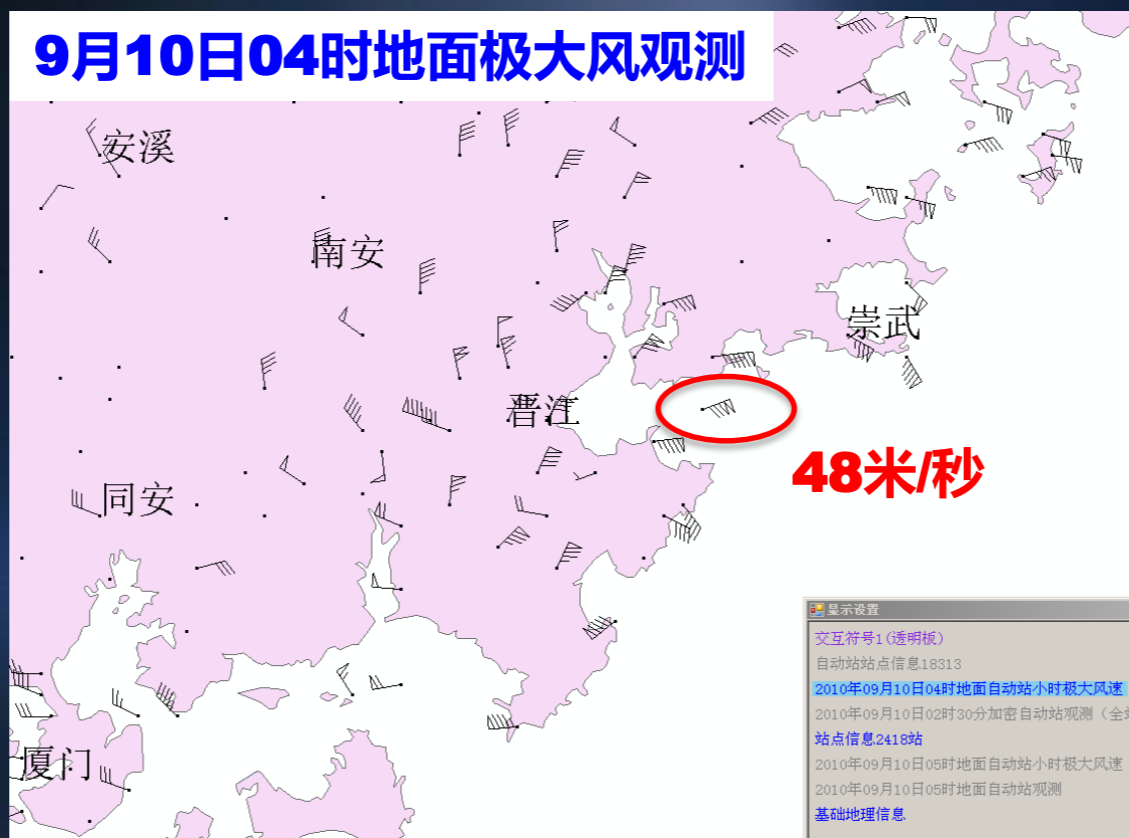 9月10日04时地面极大风观测
安溪
南安
崇武
晋江
48米/秒
同安
厦门
显示设置
交互符号1(透明板)
自动站站点信息18313
2010年09月10日04时地面自动站小时极大风速
2010年09月10日02时30分加密自动站观测（全
站点信息2418站
2010年09月10日05时地面自动站小时极大风速
2010年09月10日05时地面自动站观测
基础地理信息